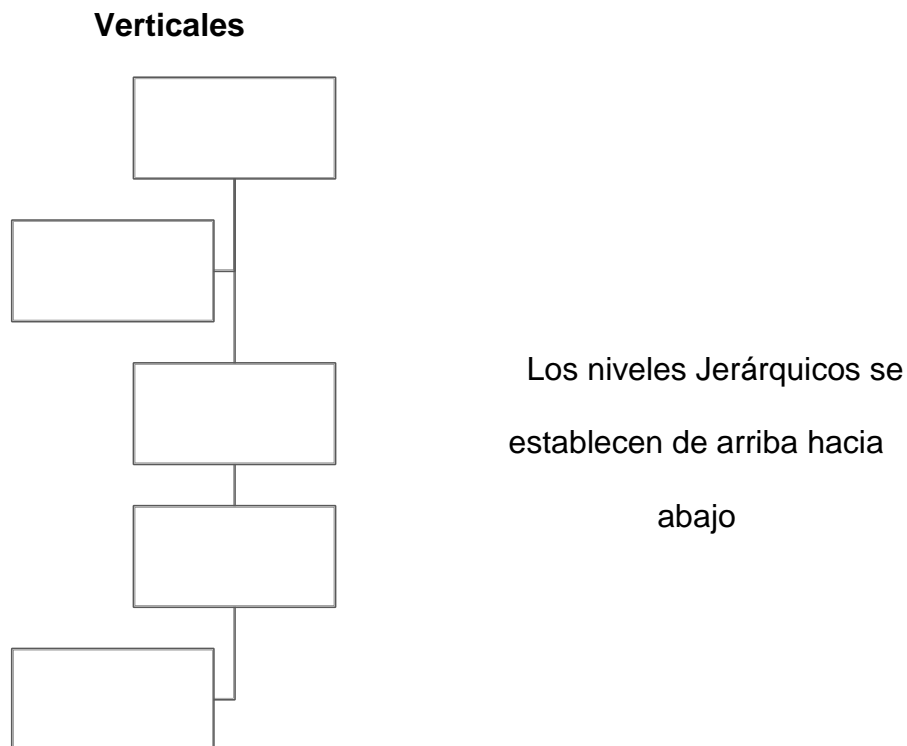 Verticales
Los niveles Jerárquicos se
establecen de arriba hacia
abajo